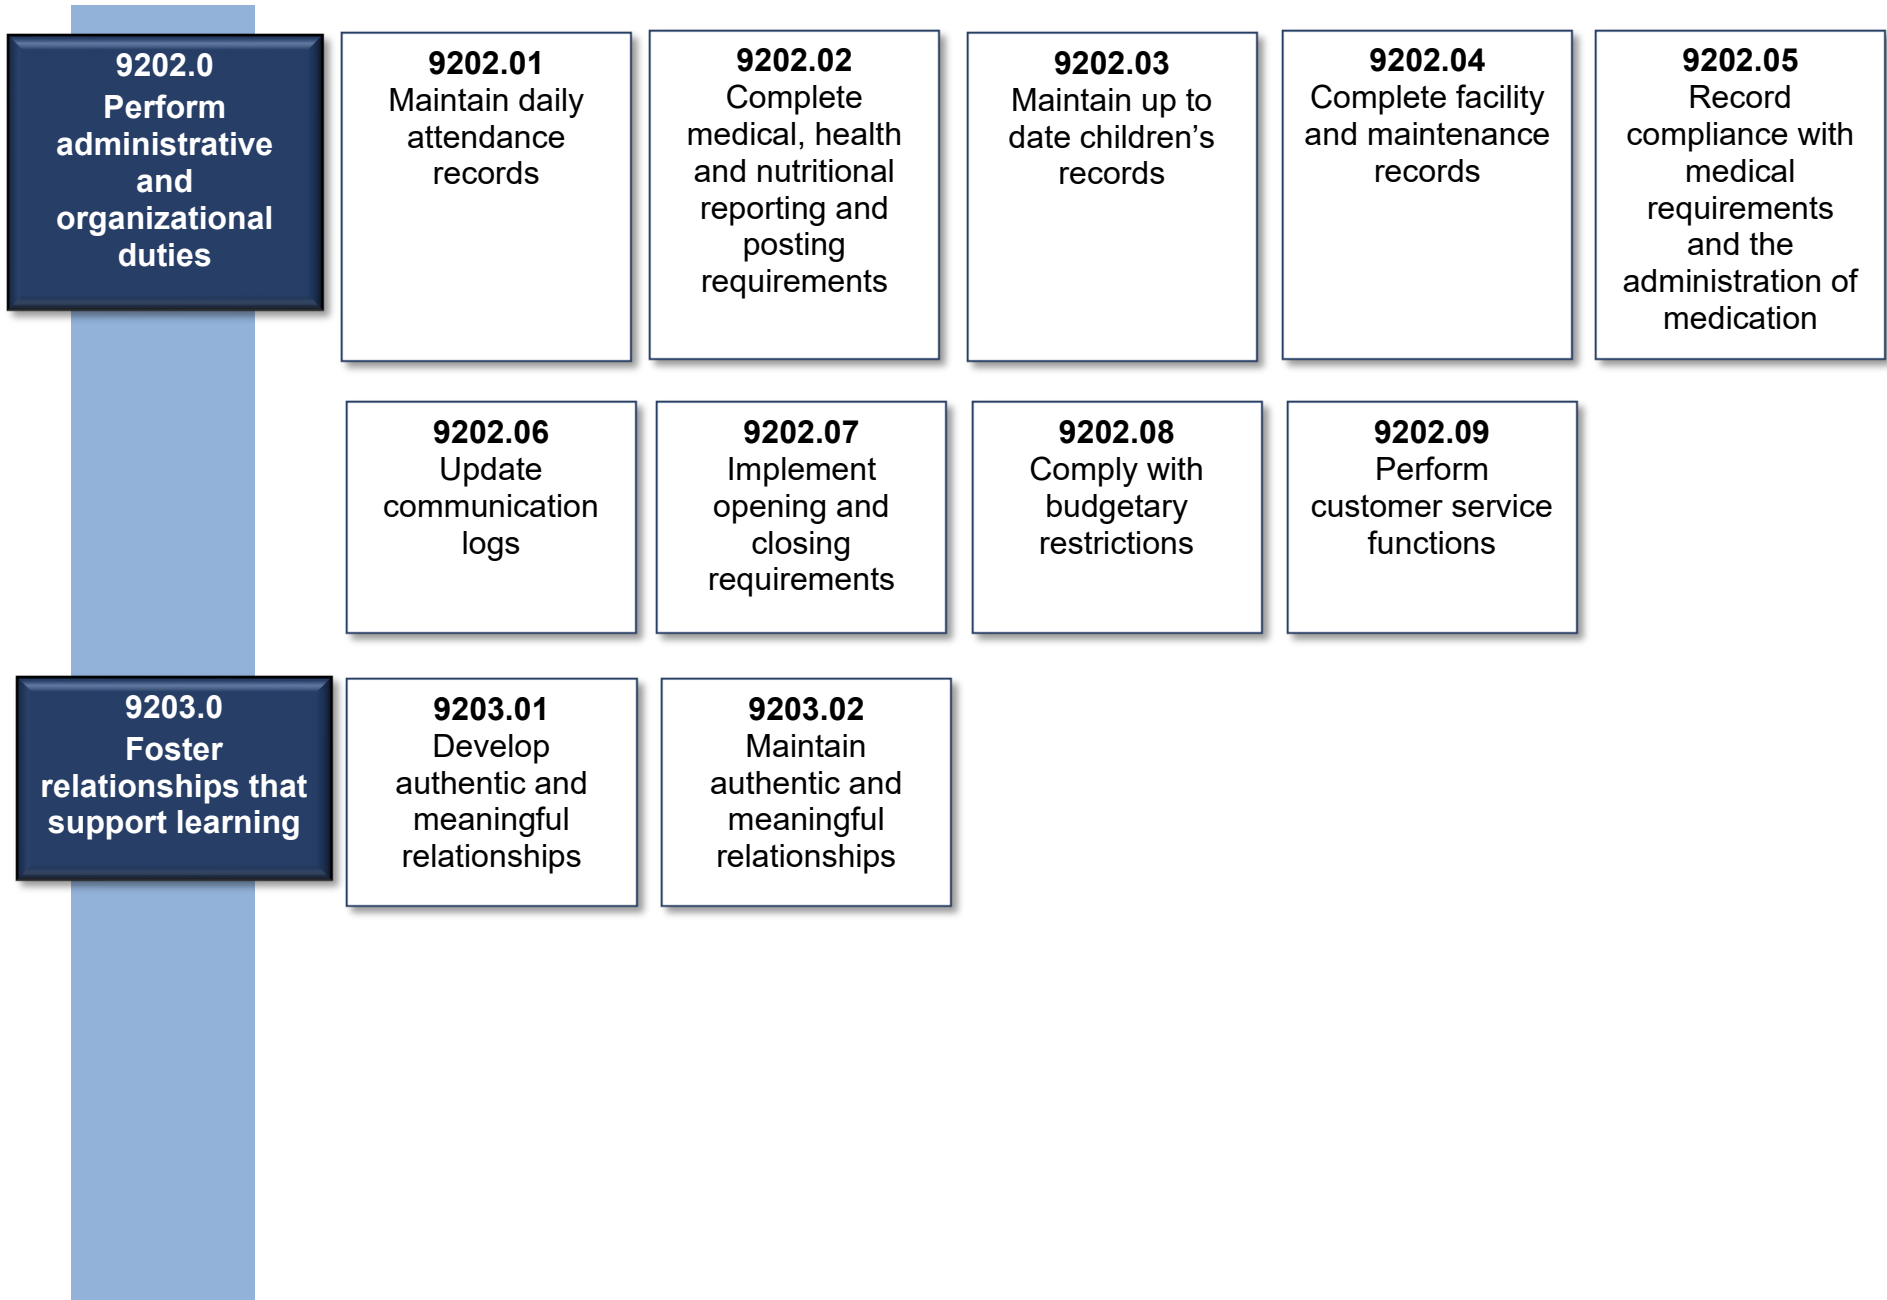 9202.0
Perform
administrative
and
organizational
duties
9202.01
Maintain daily
attendance
records
9202.02
Complete
medical, health
and nutritional
reporting and
posting
requirements
9202.03
Maintain up to
date children’s
records
9202.04
Complete facility
and maintenance
records
9202.05
Record
compliance with
medical
requirements
and the
administration of
medication
9202.06
Update
communication
logs
9202.07
Implement
opening and
closing
requirements
9202.08
Comply with
budgetary
restrictions
9202.09
Perform
customer service
functions
9203.0
Foster
relationships that
support learning
9203.01
Develop
authentic and
meaningful
relationships
9203.02
Maintain
authentic and
meaningful
relationships